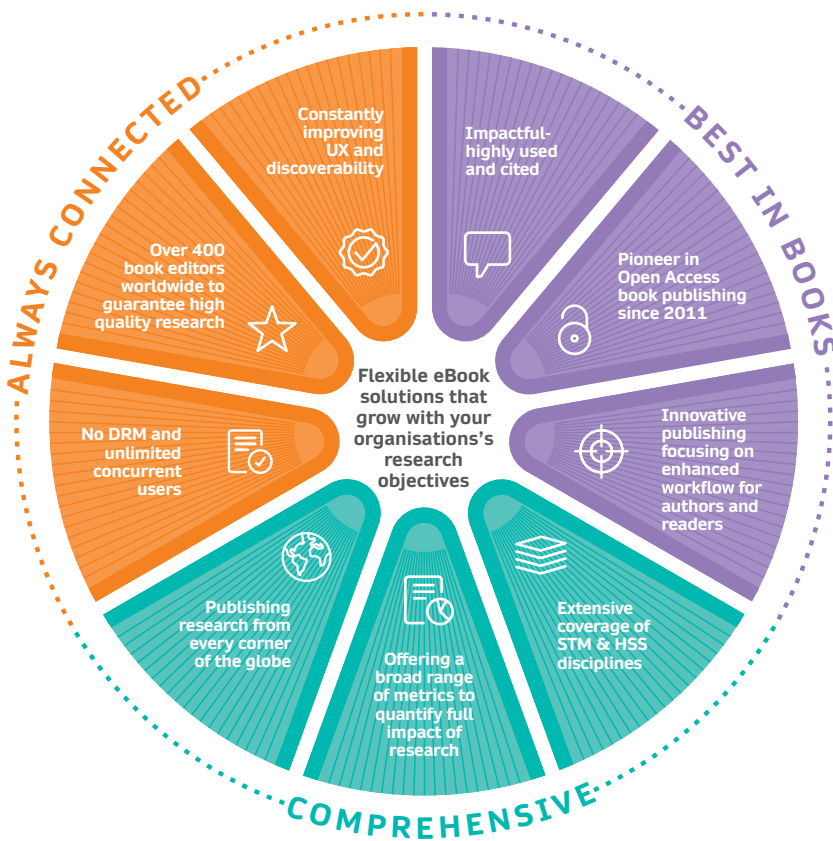 ALWAYS CONNECTED
BEST IN BOOKS
COMPREHENSIVE
Constantly
improving
UX and
discoverability
Impactful-
highly used
and cited
Over 400
book editors
worldwide to
guarantee high
quality research
Pioneer in
Open Access
book publishing
since 2011
Flexible eBook
solutions that
grow with your
organisations's
research
objectives
No DRM and
unlimited
concurrent
users
Innovative
publishing
focusing on
enhanced
workflow for
authors and
readers
Publishing
research from
every corner
of the globe
Offering a
broad range
of metrics to
quantify full
impact of
research
Extensive
coverage of
STM & HSS
disciplines